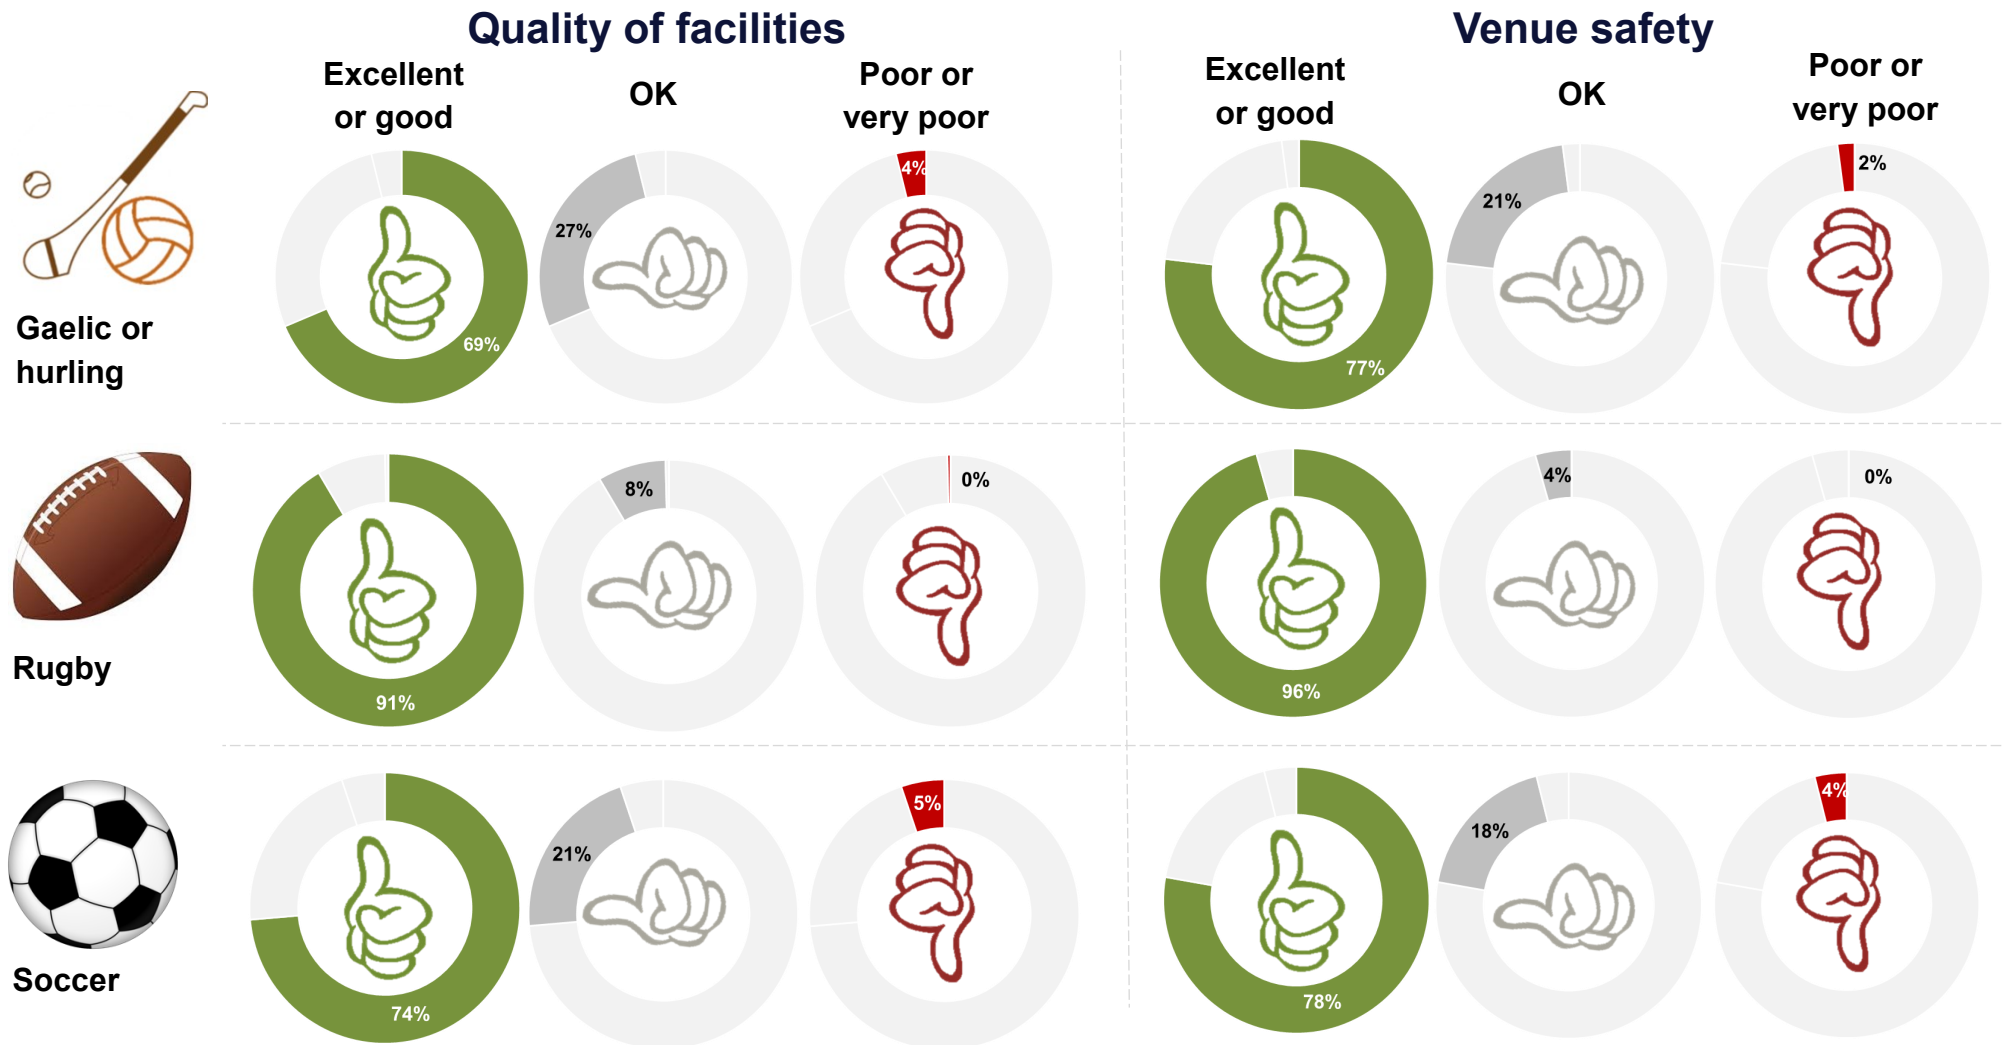 Quality of facilities
Venue safety
Excellent
or good
OK
Poor or
very poor
Excellent
or good
OK
Poor or
very poor
Gaelic or
hurling
69%
27%
4%
77%
21%
2%
Rugby
91%
8%
0%
96%
4%
0%
Soccer
74%
21%
5%
78%
18%
4%